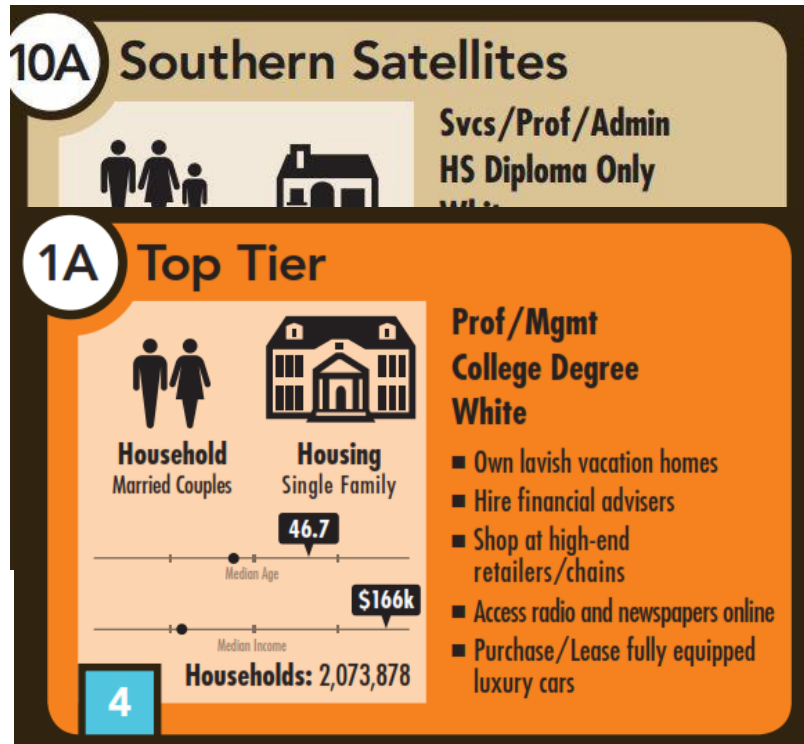 10A Southern Satellites
Svcs/Prof/Admin
HS Diploma Only
1A Top Tier
Prof/Mgmt
College Degree
White
Household
Married Couples
Housing
Single Family
46.7
Median Age
$166k
Median Income
Households: 2,073,878
4
■ Own lavish vacation homes
■ Hire financial advisers
■ Shop at high-end
retailers/chains
■ Access radio and newspapers online
■ Purchase/Lease fully equipped
luxury cars